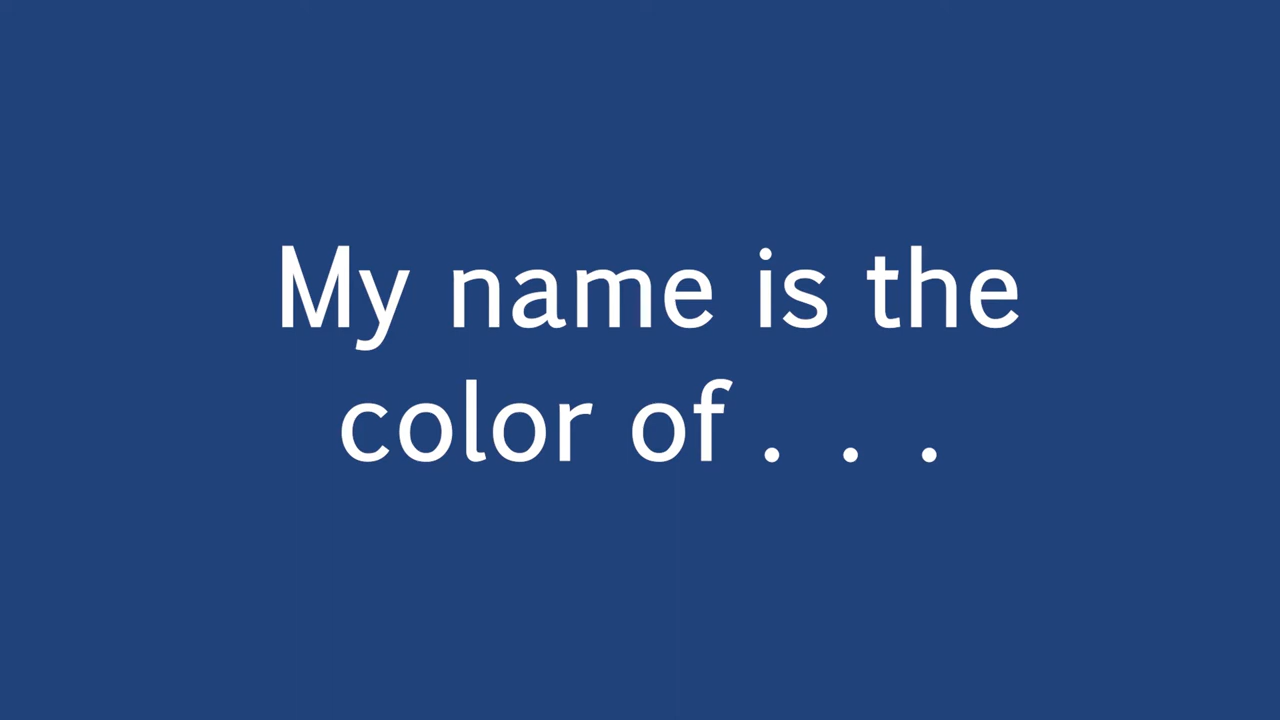 My name is the
color of . . .